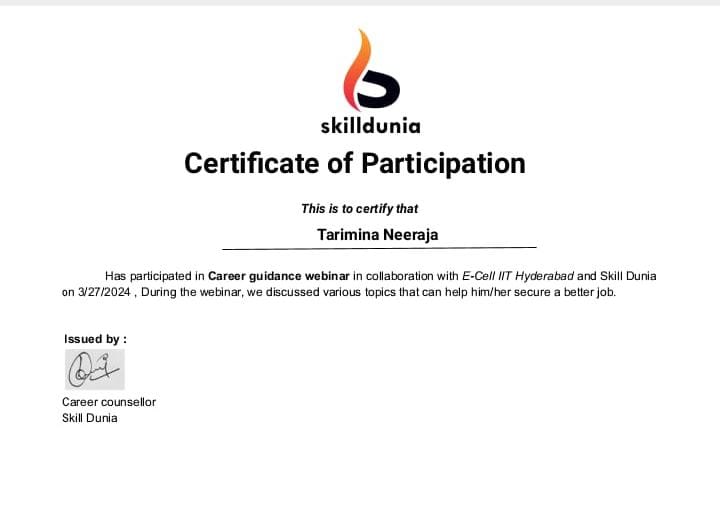 skilldunia
Certificate of Participation
This is to certify that
Tarimina Neeraja
Has participated in Career guidance webinar in collaboration with E-Cell IIT Hyderabad and Skill Dunia
on 3/27/2024 , During the webinar, we discussed various topics that can help him/her secure a better job.
Issued by :
Career counsellor
Skill Dunia